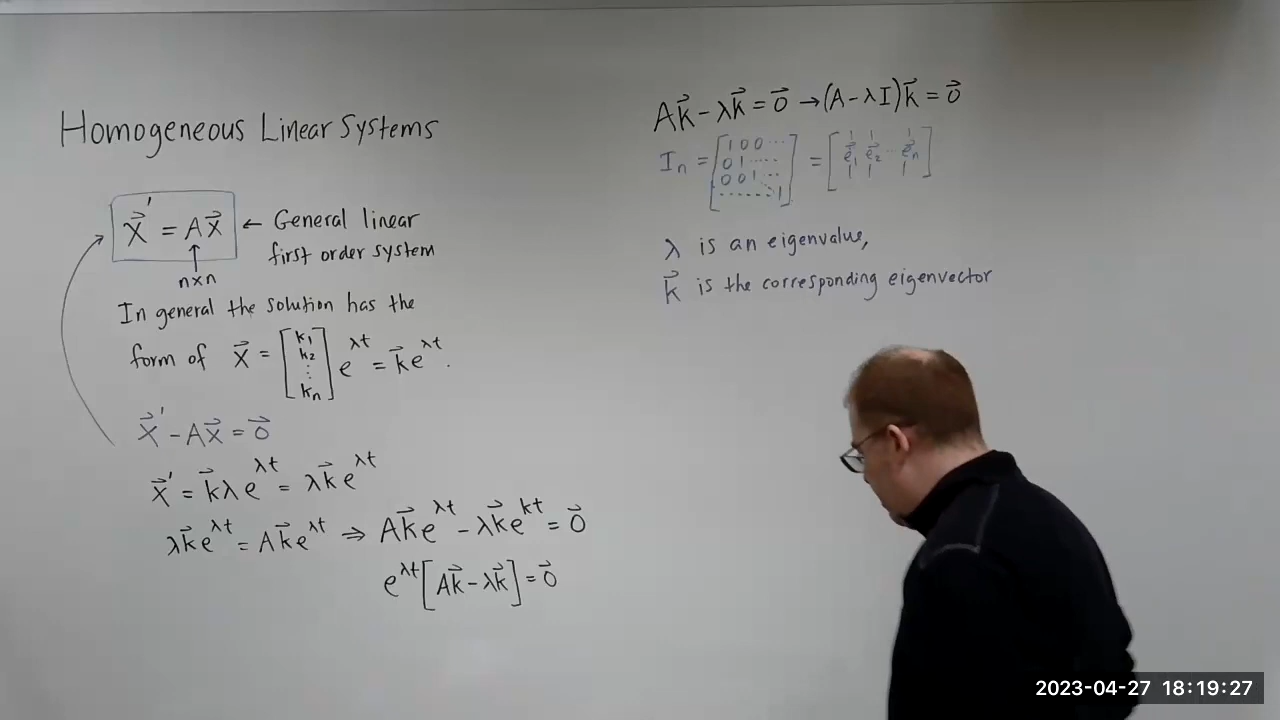 Homogeneous Linear Systems
x⃗' = Ax⃗ ← General linear
first order system
↑
n×n
In general the solution has the
form of x⃗ = [k₁ k₂ ⋮ kₙ] e^λt = k⃗e^λt.
x⃗' - Ax⃗ = 0⃗
x⃗' = k⃗λe^λt = λk⃗e^λt
λk⃗e^λt = Ak⃗e^λt ⇒ Ak⃗e^λt - λk⃗e^kt = 0⃗
e^λt[Ak⃗ - λk⃗] = 0⃗
Ak⃗ - λk⃗ = 0⃗ → (A - λI)k⃗ = 0⃗
Iₙ = [1 0 0 ⋯ 0 1 ⋯ 0 0 1 ⋯ ⋯ 1] = [e⃗₁ e⃗₂ ⋯ e⃗ₙ]
λ is an eigenvalue,
k⃗ is the corresponding eigenvector
2023-04-27 18:19:27